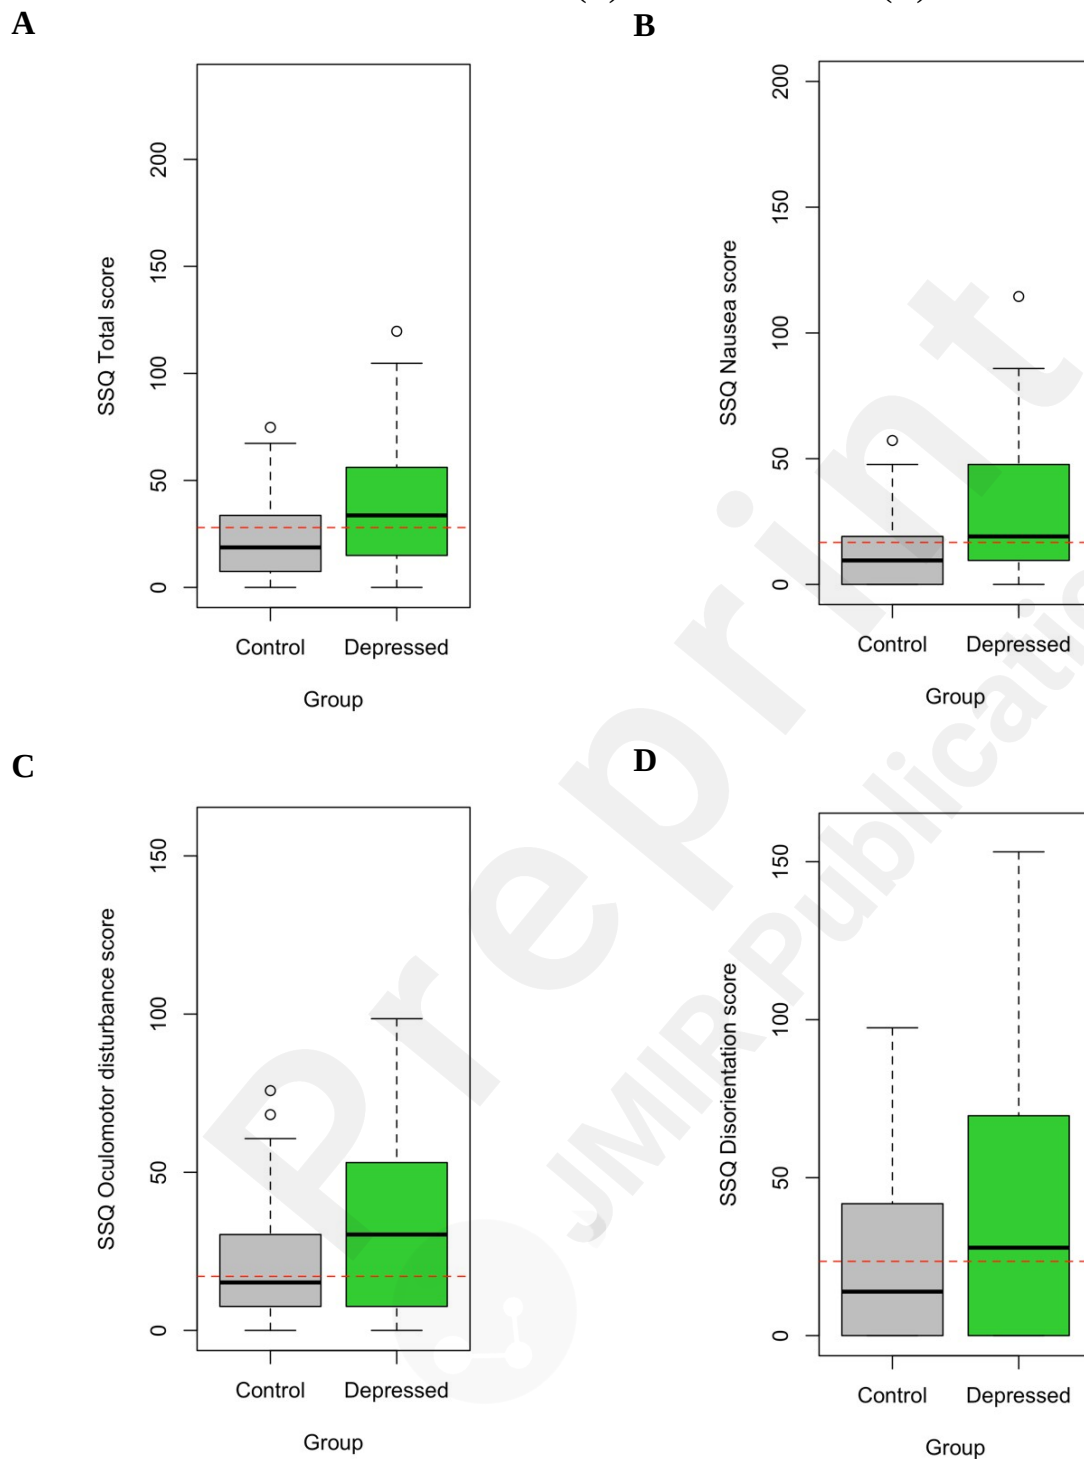 A
SSQ Total score
200
150
100
50
0
Control Depressed
Group
B
SSQ Nausea score
200
150
100
50
0
Control Depressed
Group
C
SSQ Oculomotor disturbance score
150
100
50
0
Control Depressed
Group
D
SSQ Disorientation score
150
100
50
0
Control Depressed
Group
Preprint
JMIR Publicatio